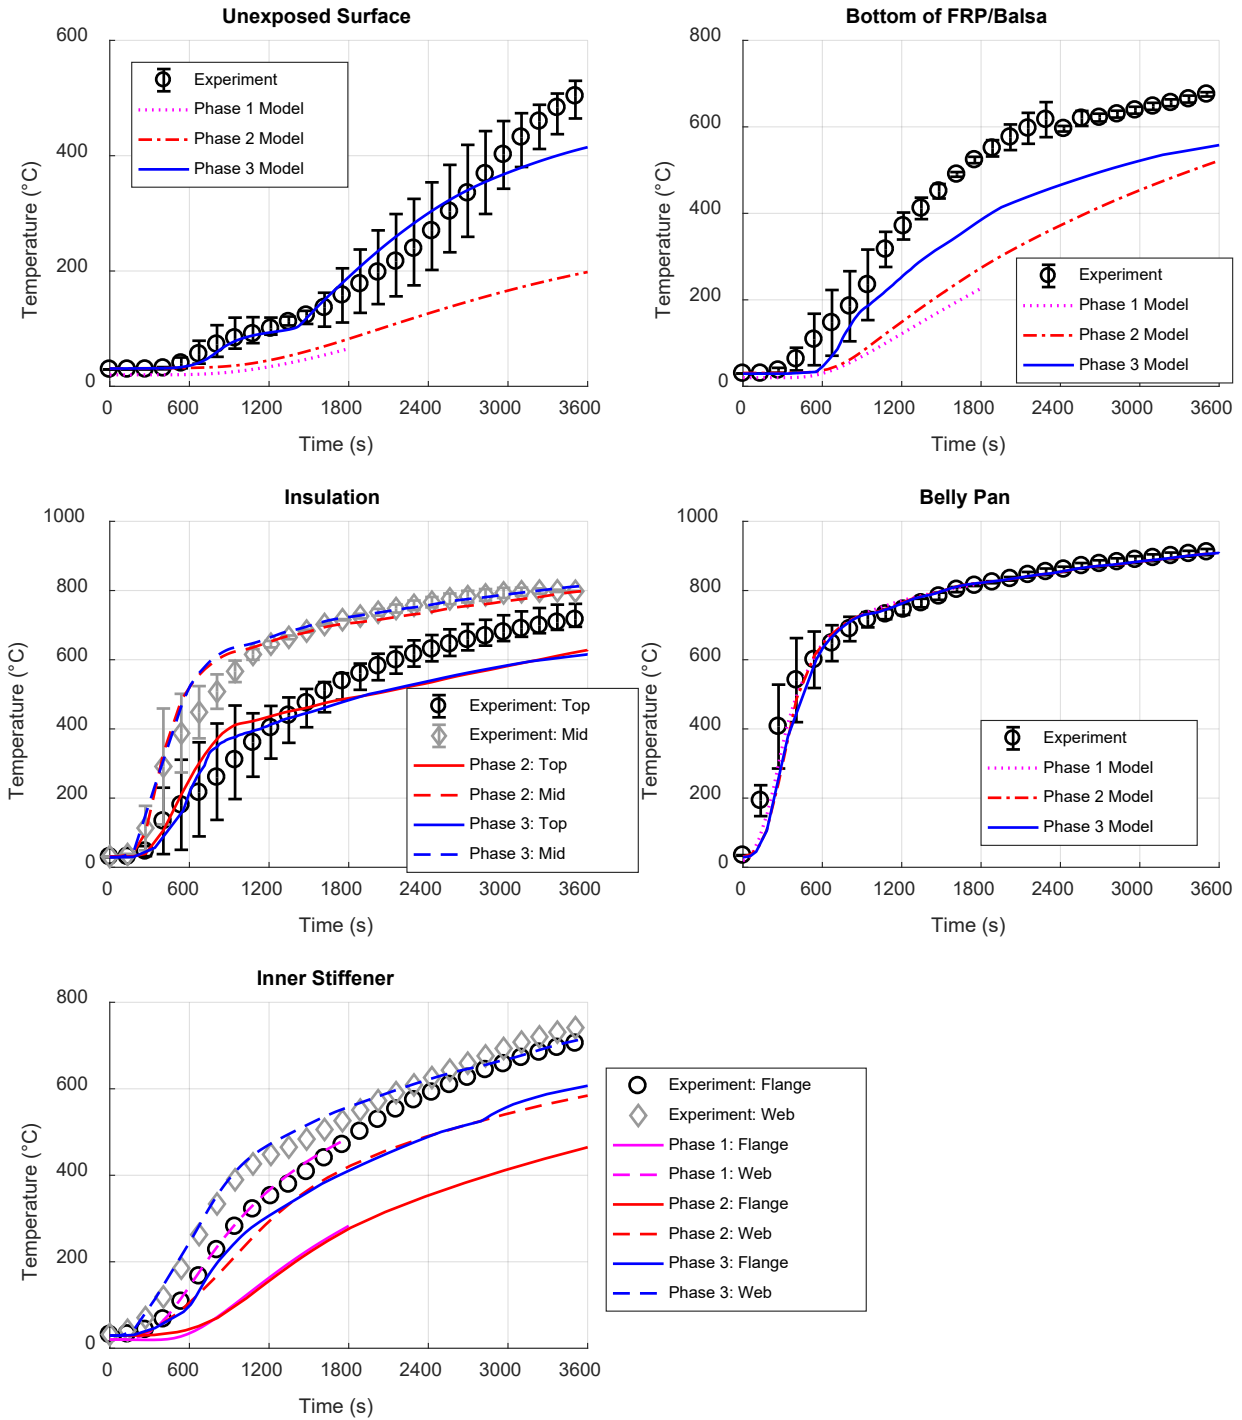 Unexposed Surface
600
400
200
0
Temperature (°C)
Experiment
Phase 1 Model
Phase 2 Model
Phase 3 Model
0 600 1200 1800 2400 3000 3600
Time (s)
Bottom of FRP/Balsa
800
600
400
200
0
Temperature (°C)
Experiment
Phase 1 Model
Phase 2 Model
Phase 3 Model
0 600 1200 1800 2400 3000 3600
Time (s)
Insulation
1000
800
600
400
200
0
Temperature (°C)
Experiment: Top
Experiment: Mid
Phase 2: Top
Phase 2: Mid
Phase 3: Top
Phase 3: Mid
0 600 1200 1800 2400 3000 3600
Time (s)
Belly Pan
1000
800
600
400
200
0
Temperature (°C)
Experiment
Phase 1 Model
Phase 2 Model
Phase 3 Model
0 600 1200 1800 2400 3000 3600
Time (s)
Inner Stiffener
800
600
400
200
0
Temperature (°C)
0 600 1200 1800 2400 3000 3600
Time (s)
Experiment: Flange
Experiment: Web
Phase 1: Flange
Phase 1: Web
Phase 2: Flange
Phase 2: Web
Phase 3: Flange
Phase 3: Web